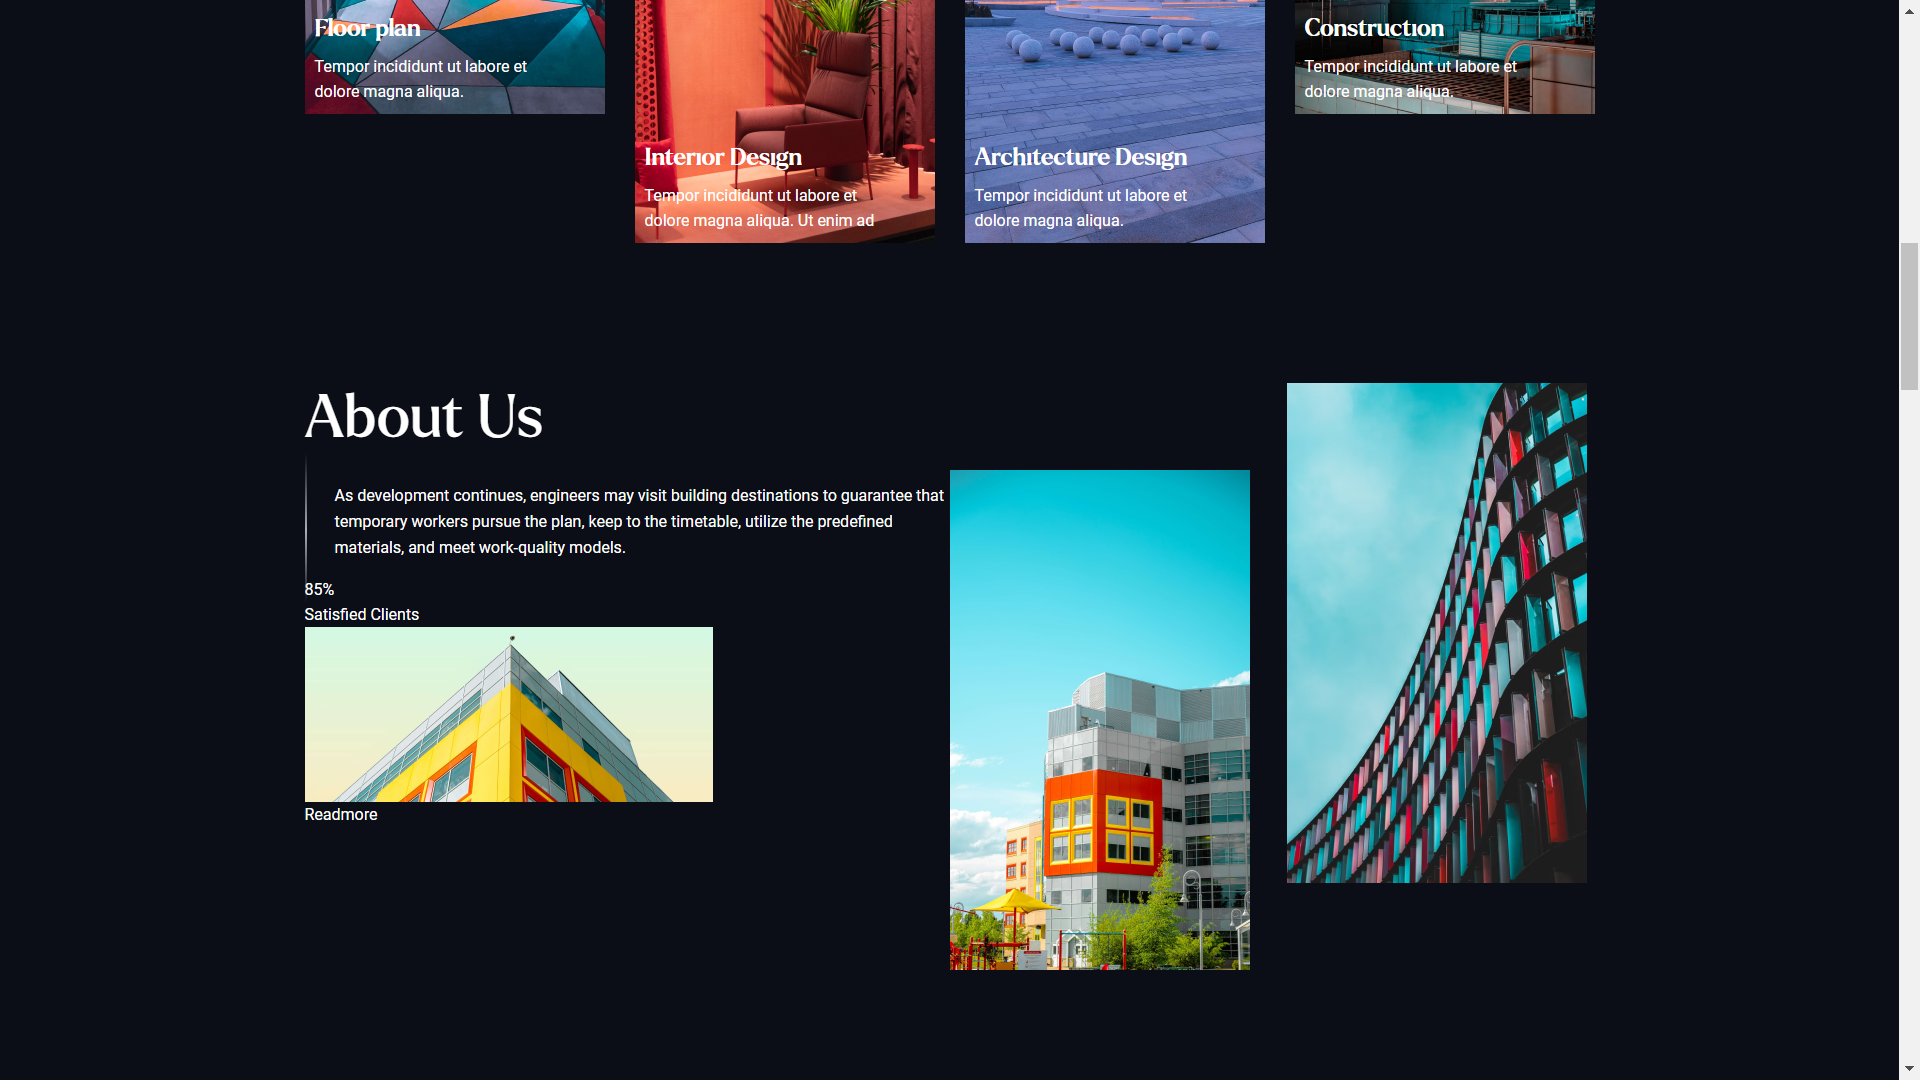 Floor plan
Tempor incididunt ut labore et
dolore magna aliqua.
Interior Design
Tempor incididunt ut labore et
dolore magna aliqua. Ut enim ad
Architecture Design
Tempor incididunt ut labore et
dolore magna aliqua.
Construction
Tempor incididunt ut labore et
dolore magna aliqua.
About Us
As development continues, engineers may visit building destinations to guarantee that
temporary workers pursue the plan, keep to the timetable, utilize the predefined
materials, and meet work-quality models.
85%
Satisfied Clients
Readmore